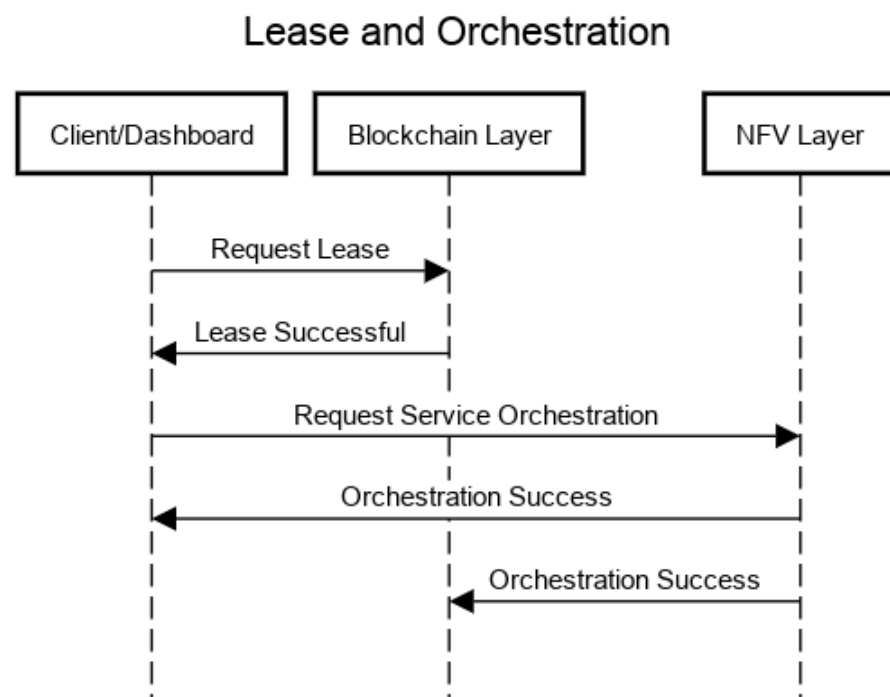 Lease and Orchestration
Client/Dashboard
Blockchain Layer
NFV Layer
Request Lease
Lease Successful
Request Service Orchestration
Orchestration Success
Orchestration Success